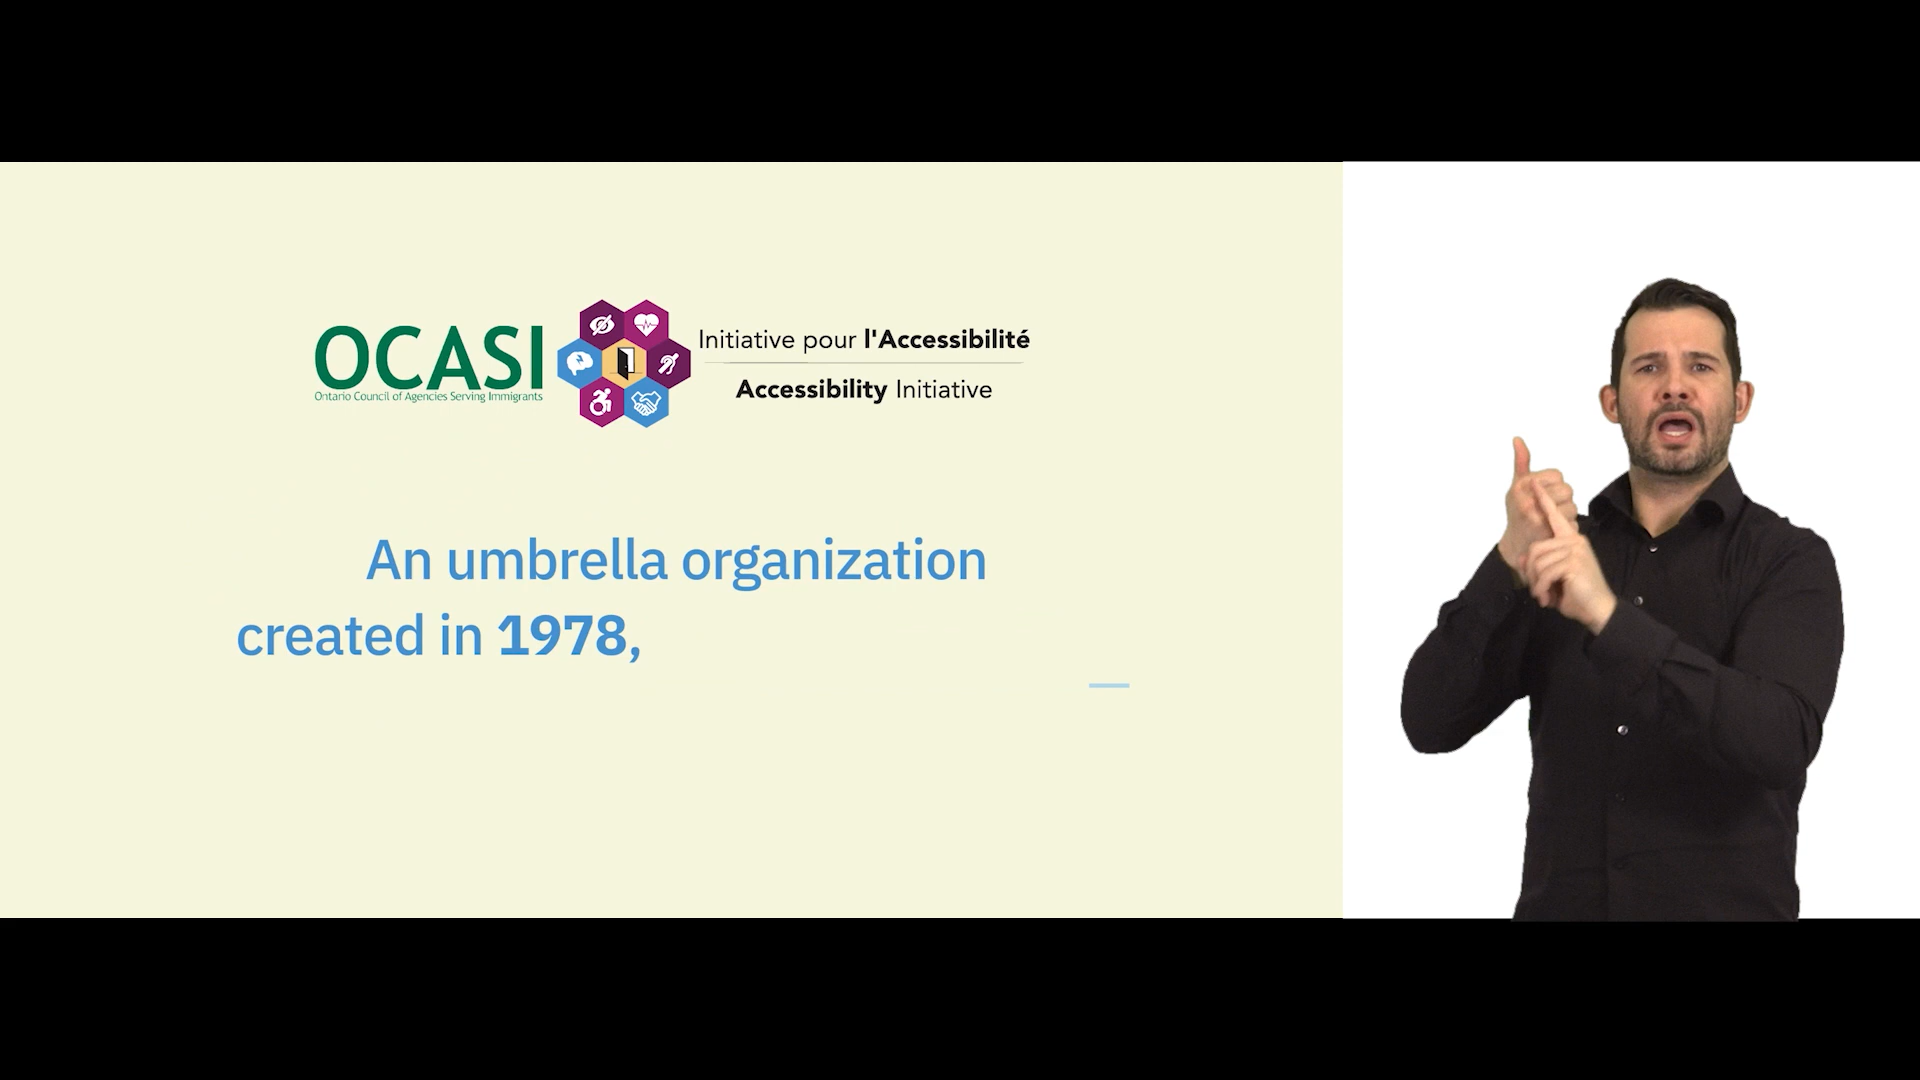 OCASI
Ontario Council of Agencies Serving Immigrants
Initiative pour l'Accessibilité
Accessibility Initiative
An umbrella organization
created in 1978,